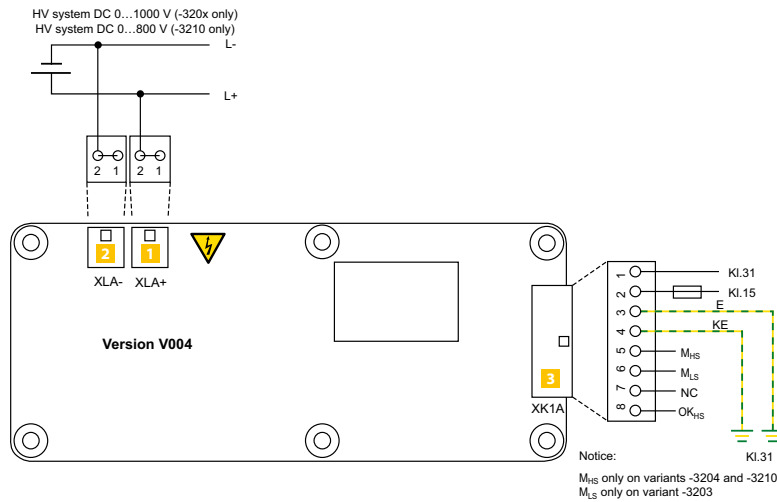 HV system DC 0…1000 V (-320x only)
HV system DC 0…800 V (-3210 only)
L-
L+
2 1 2 1
2 1
XLA- XLA+
Version V004
3
XK1A
1 Kl.31
2 Kl.15
3 E
4 KE
5 MHS
6 MLS
7 NC
8 OKHS
Notice: Kl.31
MHS only on variants -3204 and -3210
MLS only on variant -3203